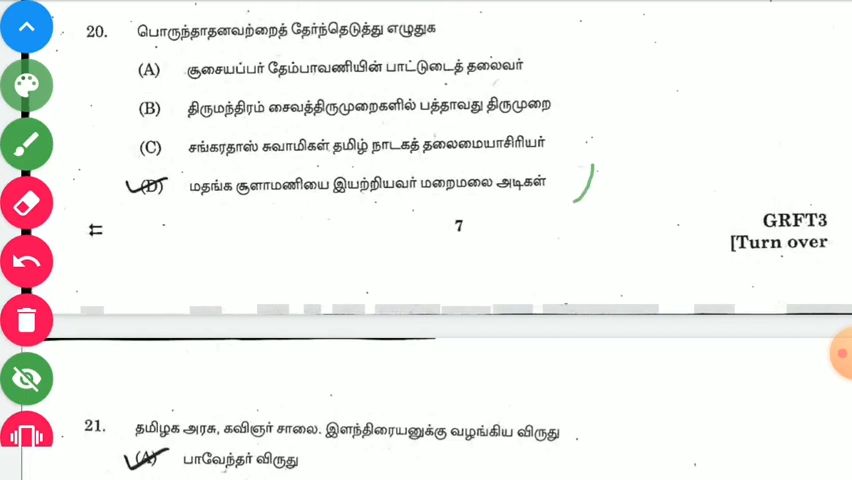 20. பொருந்தாதனவற்றைத் தேர்ந்தெடுத்து எழுதுக
(A) சூசையப்பர் தேம்பாவணியின் பாட்டுடைத் தலைவர்
(B) திருமந்திரம் சைவத்திருமுறைகளில் பத்தாவது திருமுறை
(C) சங்கரதாஸ் சுவாமிகள் தமிழ் நாடகத் தலைமையாசிரியர்
(D) மதங்க சூளாமணியை இயற்றியவர் மறைமலை அடிகள்
7
GRFT3
[Turn over
21. தமிழக அரசு, கவிஞர் சாலை. இளந்திரையனுக்கு வழங்கிய விருது
(A) பாவேந்தர் விருது